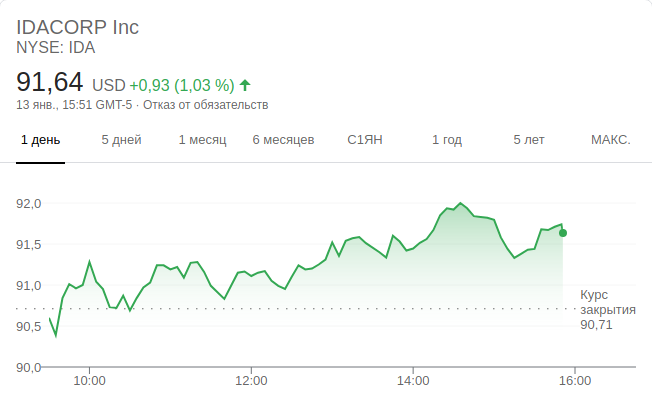 IDACORP Inc
NYSE: IDA
91,64 USD +0,93 (1,03 %)
13 янв., 15:51 GMT-5 · Отказ от обязательств
1 день 5 дней 1 месяц 6 месяцев С1ЯН 1 год 5 лет МАКС.
92,0
91,5
91,0
Курс
закрытия
90,71
90,5
90,0
10:00 12:00 14:00 16:00